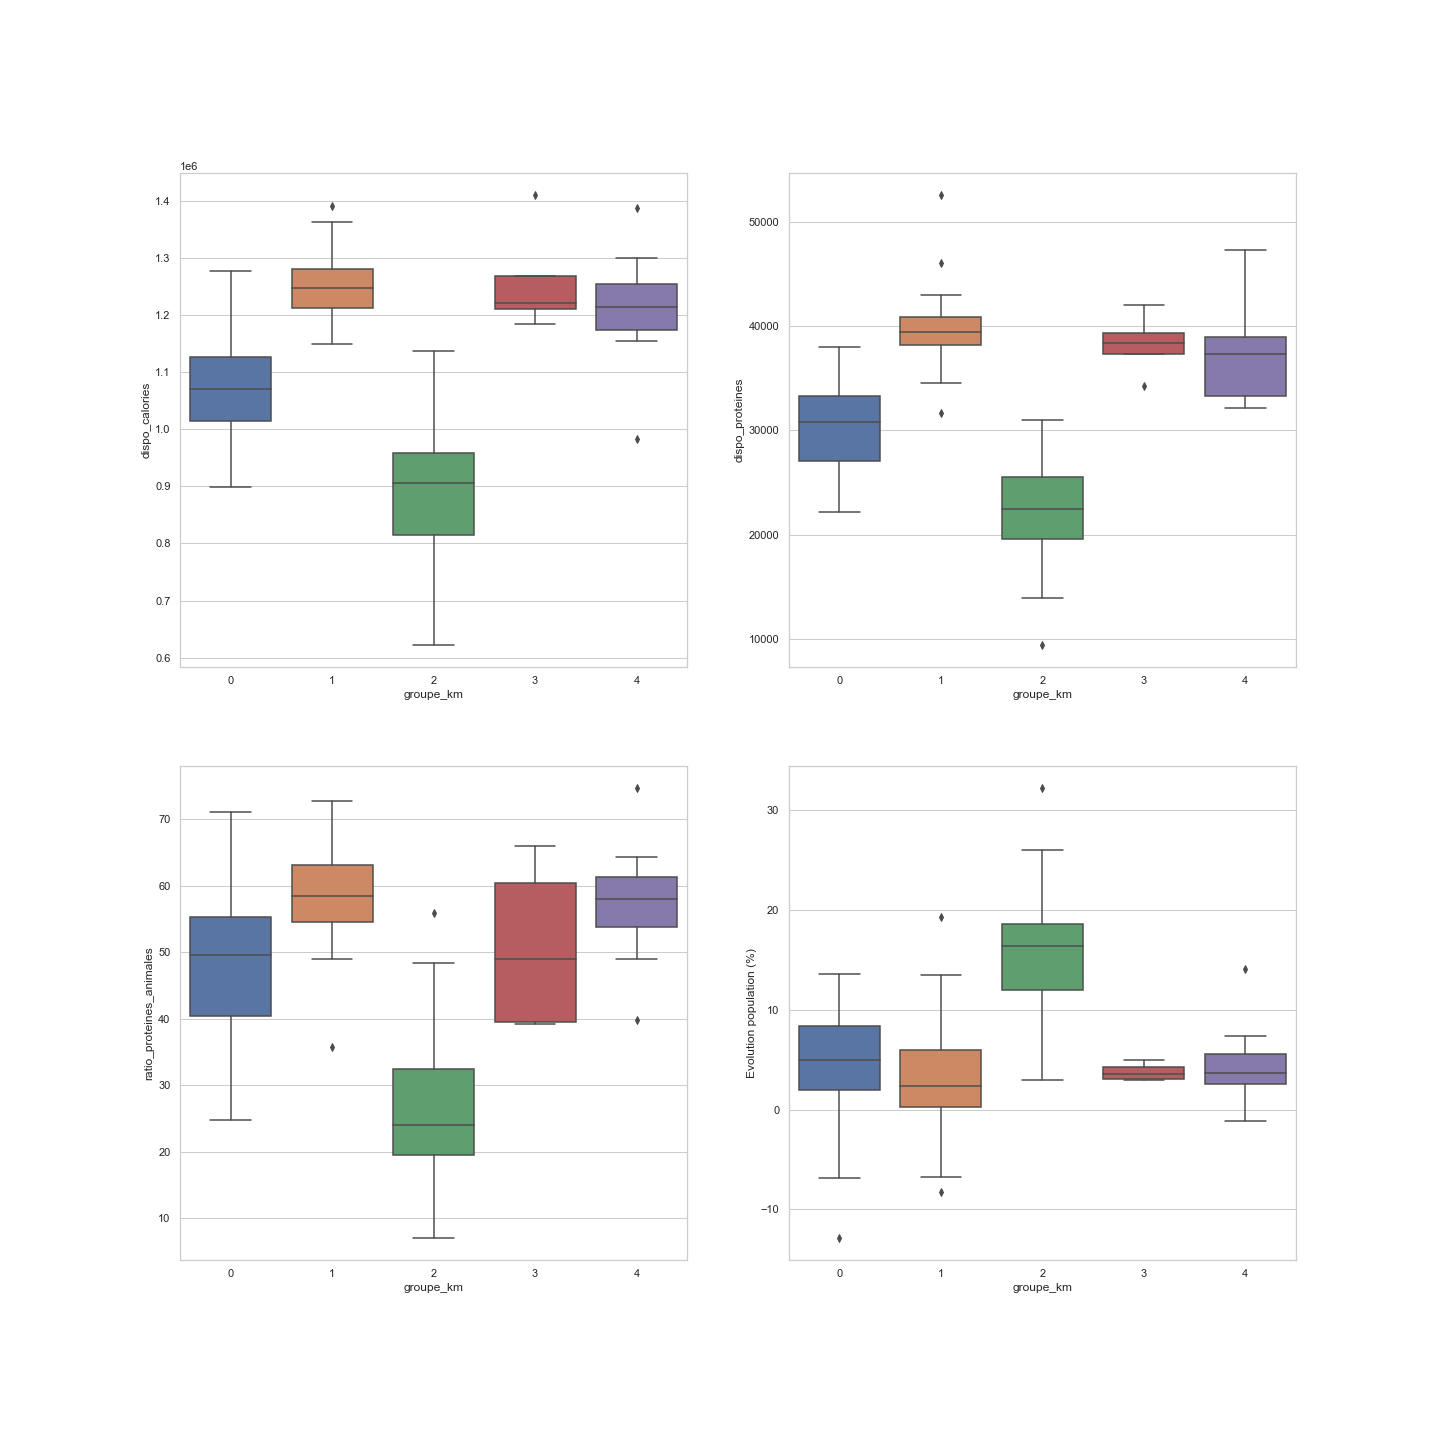 1e6
1.4
1.3
1.2
1.1
1.0
0.9
0.8
0.7
0.6
dispo_calories
0 1 2 3 4
groupe_km
50000
40000
30000
20000
10000
dispo_proteines
0 1 2 3 4
groupe_km
70
60
50
40
30
20
10
ratio_proteines_animales
0 1 2 3 4
groupe_km
30
20
10
0
−10
Evolution population (%)
0 1 2 3 4
groupe_km